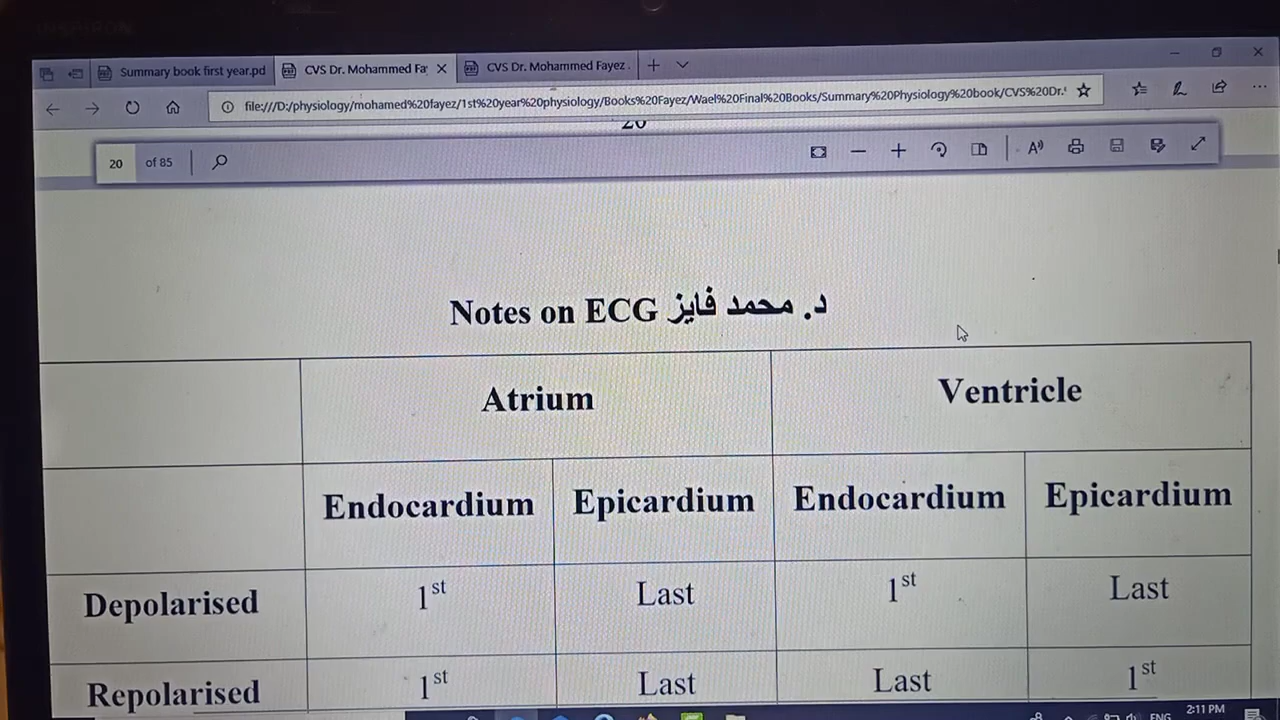 INSPIRON
Summary book first year.pd
CVS Dr. Mohammed Fay
CVS Dr. Mohammed Fayez .
file:///D:/physiology/mohamed%20fayez/1st%20year%20physiology/Books%20Fayez/Wael%20Final%20Books/Summary%20Physiology%20book/CVS%20Dr.
20
20 of 85
Notes on ECG د. محمد فايز
Atrium Ventricle
Endocardium Epicardium Endocardium Epicardium
Depolarised 1st Last 1st Last
Repolarised 1st Last Last 1st
ENG 2:11 PM